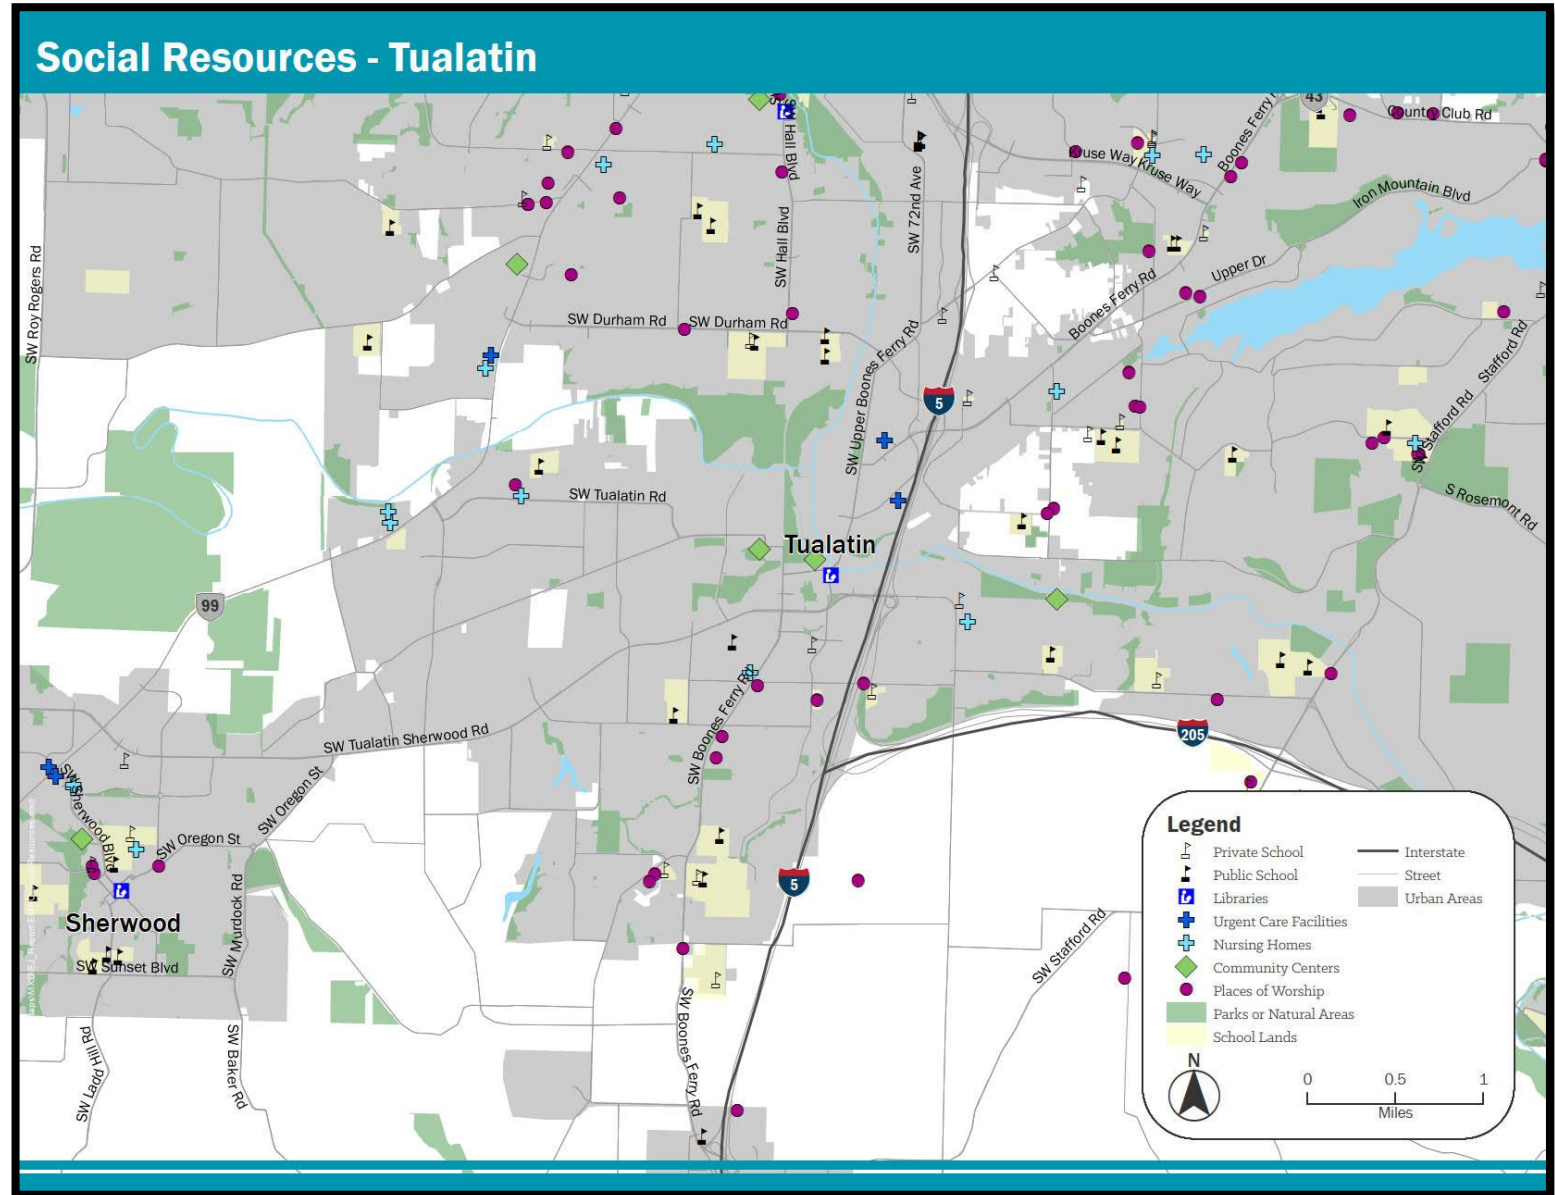 Social Resources - Tualatin
43
Country Club Rd
SW Hall Blvd
Boones Ferry
Kruse Way
Kruse Way
SW 72nd Ave
Iron Mountain Blvd
SW Roy Rogers Rd
SW Hall Blvd
Upper Dr
Boones Ferry Rd
SW Durham Rd
SW Durham Rd
SW Upper Boones Ferry Rd
Stafford Rd
5
SW Stafford Rd
SW Tualatin Rd
S Rosemont Rd
Tualatin
99
SW Boones Ferry Rd
SW Tualatin Sherwood Rd
205
SW Sherwood Blvd
SW Oregon St
SW Oregon St
5
Sherwood
SW Murdock Rd
SW Sunset Blvd
SW Stafford Rd
SW Ladd Hill Rd
SW Baker Rd
SW Boones Ferry Rd
Legend
Private School
Public School
Libraries
Urgent Care Facilities
Nursing Homes
Community Centers
Places of Worship
Parks or Natural Areas
School Lands
Interstate
Street
Urban Areas
N
0 0.5 1
Miles